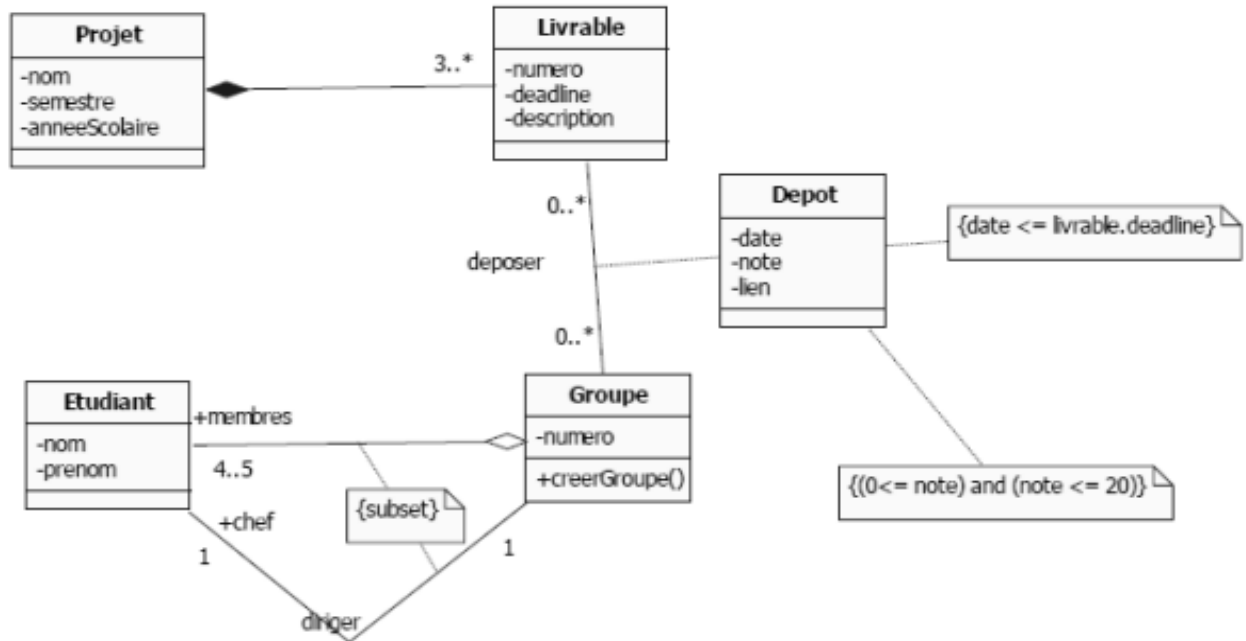 Projet
-nom
-semestre
-anneeScolaire
3..*
Livrable
-numero
-deadline
-description
0..*
deposer
0..*
Depot
-date
-note
-lien
{date <= livrable.deadline}
{(0<= note) and (note <= 20)}
Etudiant
-nom
-prenom
+membres
4..5
+chef
1
{subset}
diriger
1
Groupe
-numero
+creerGroupe()